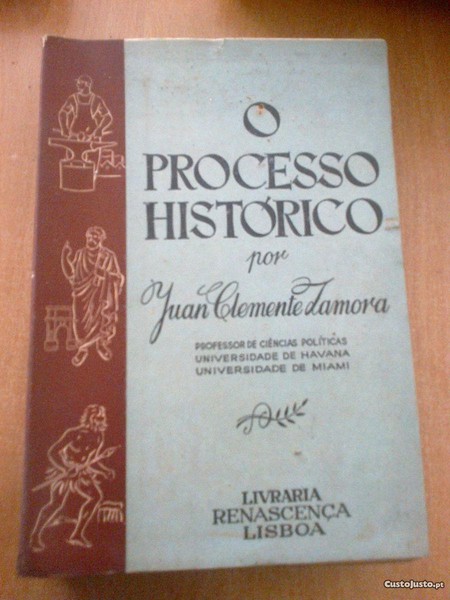 O
PROCESSO
HISTÓRICO
por
Juan Clemente Zamora
PROFESSOR DE CIÊNCIAS POLÍTICAS
UNIVERSIDADE DE HAVANA
UNIVERSIDADE DE MIAMI
LIVRARIA
RENASCENÇA
LISBOA
CustoJusto.pt